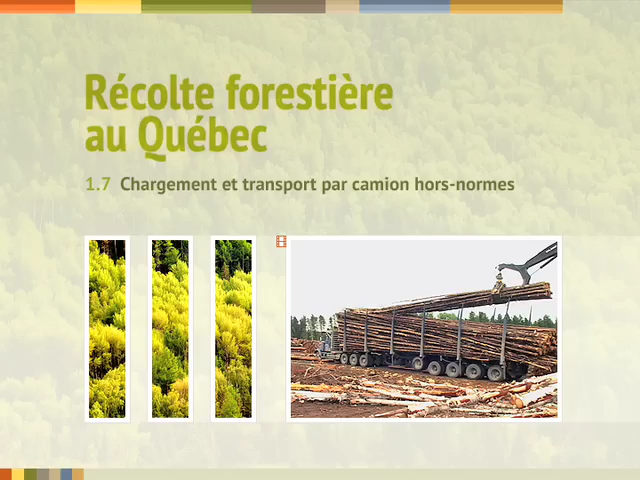 Récolte forestière
au Québec
1.7 Chargement et transport par camion hors-normes